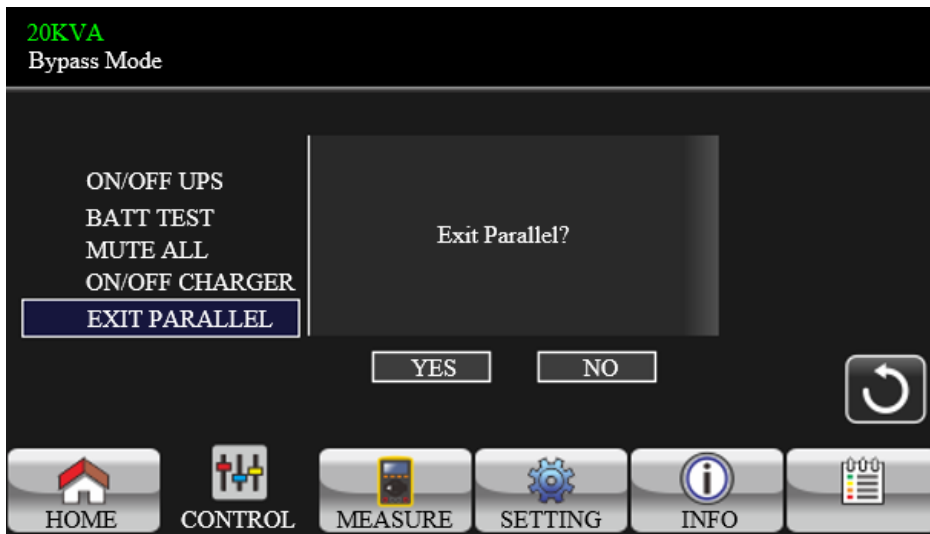 20KVA
Bypass Mode
ON/OFF UPS
BATT TEST
MUTE ALL
ON/OFF CHARGER
EXIT PARALLEL
Exit Parallel?
YES
NO
HOME
CONTROL
MEASURE
SETTING
INFO